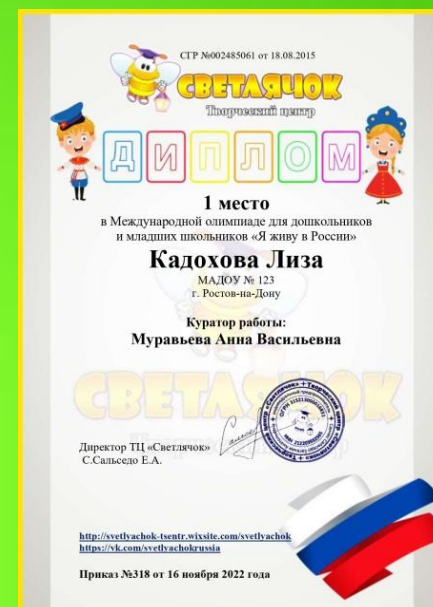 СГР №002485061 от 18.08.2015
СВЕТЛЯЧОК
Творческий центр
ДИПЛОМ
1 место
в Международной олимпиаде для дошкольников
и младших школьников «Я живу в России»
Кадохова Лиза
МАДОУ № 123
г. Ростов-на-Дону
Куратор работы:
Муравьева Анна Васильевна
СВЕТЛЯЧОК
Директор ТЦ «Светлячок»
С.Сальседо Е.А.
http://svetlyachok-tsentr.wixsite.com/svetlyachok
https://vk.com/svetlyachokrussia
Приказ №318 от 16 ноября 2022 года